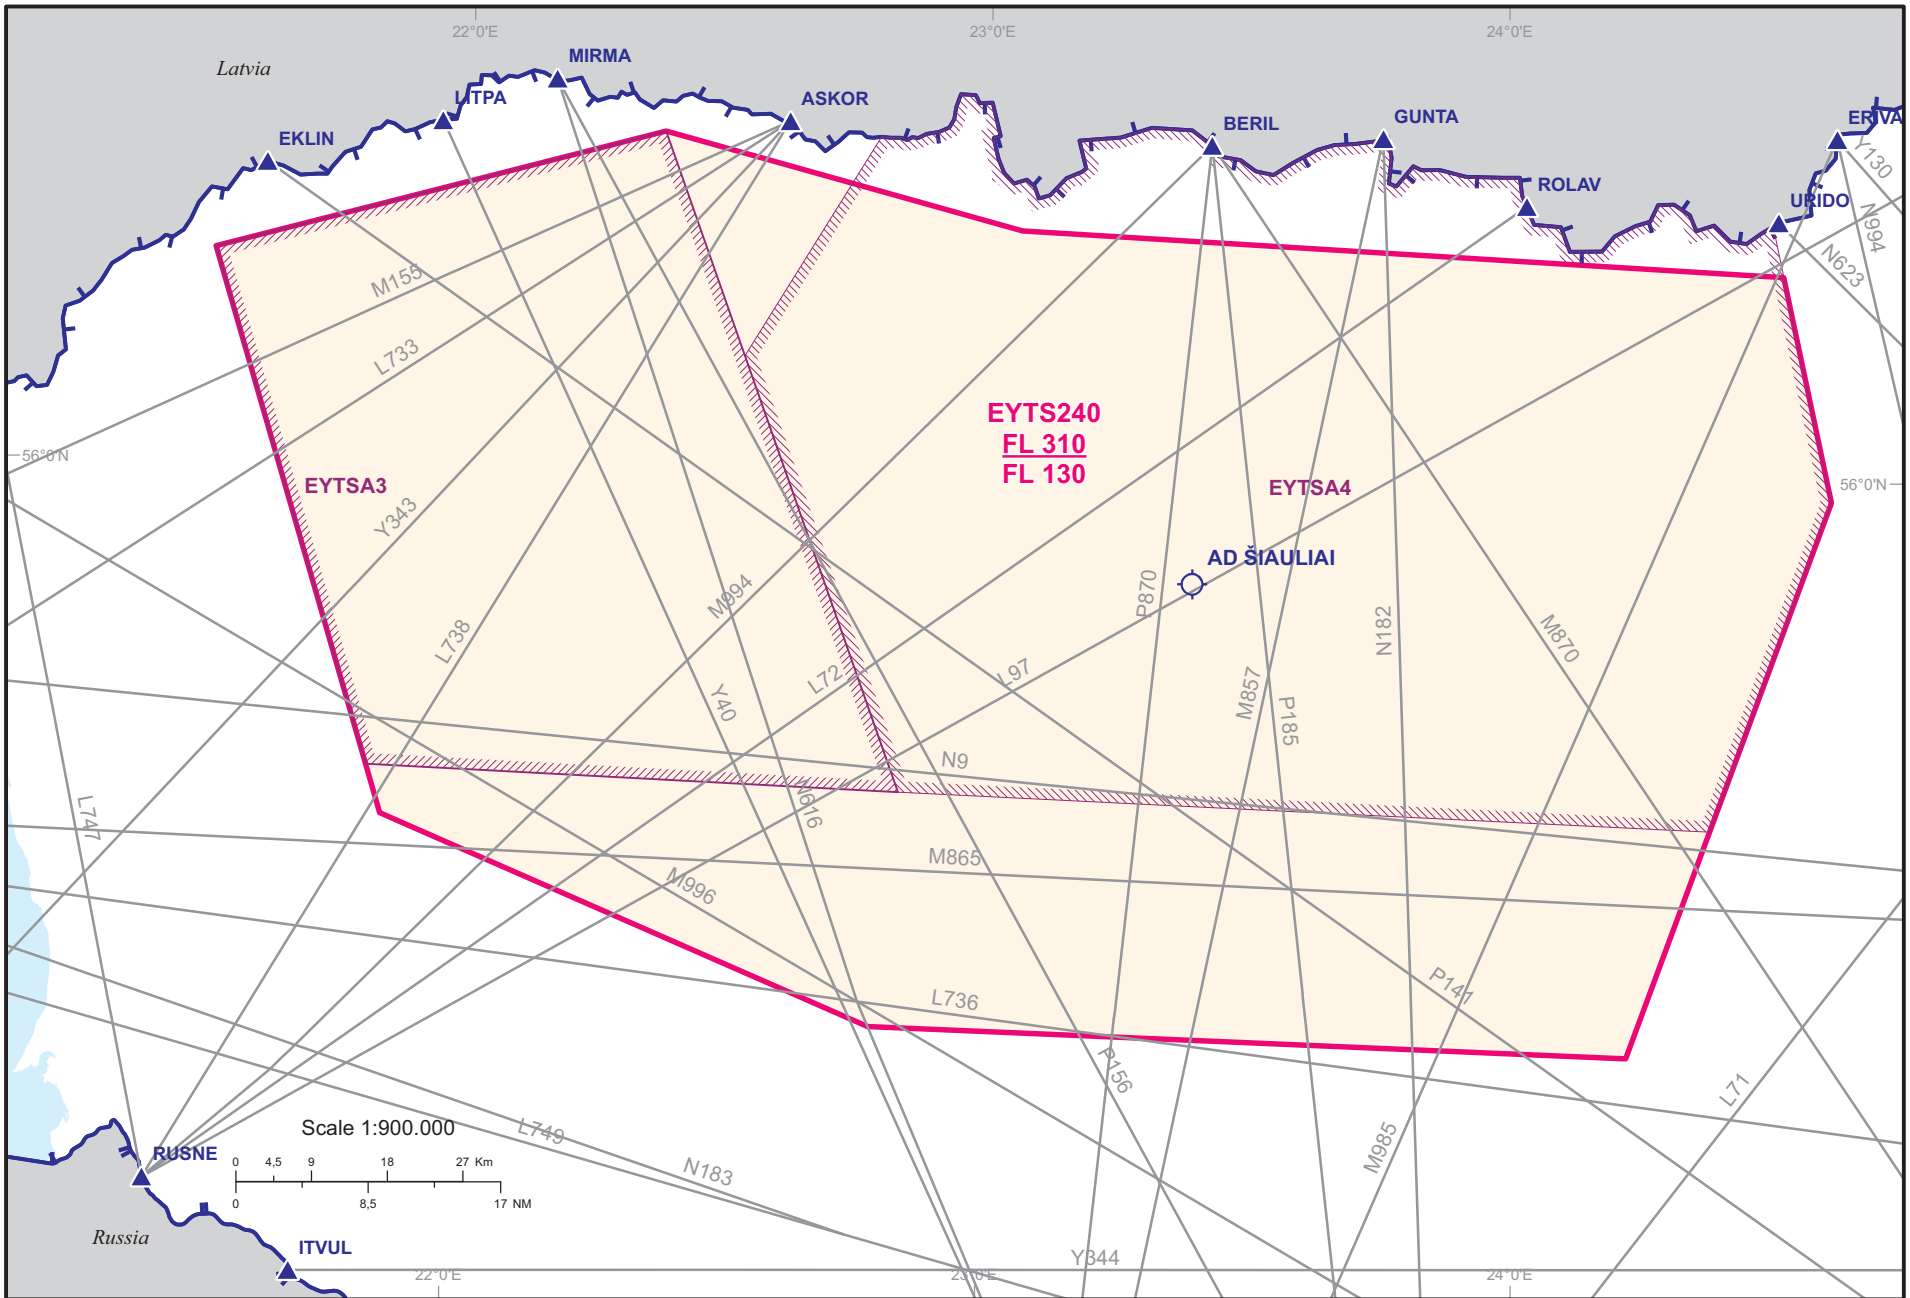 22°0'E
23°0'E
24°0'E
Latvia
MIRMA
LITPA
ASKOR
EKLIN
BERIL
GUNTA
ERIVA
Y130
ROLAV
URIDO
N994
N623
M155
L733
EYTS240
FL 310
FL 130
56°0'N
56°0'N
EYTSA3
EYTSA4
Y343
AD ŠIAULIAI
M994
P870
L738
N182
M870
L72
L97
Y40
M857
P185
N9
L747
N616
M865
M996
L736
P141
P156
L71
Scale 1:900.000
L749
M985
RUSNE
0 4,5 9 18 27 Km
0 8,5 17 NM
N183
Russia
ITVUL
Y344
22°0'E
23°0'E
24°0'E